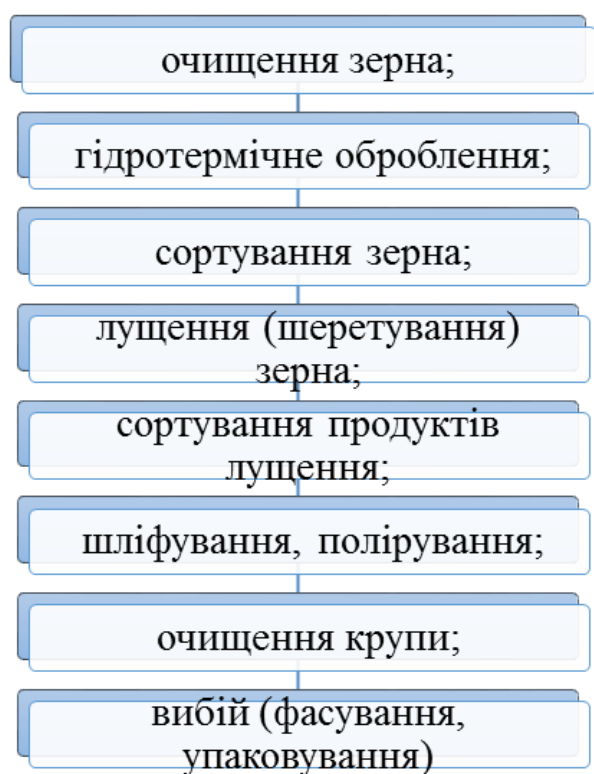 очищення зерна;
гідротермічне оброблення;
сортування зерна;
лущення (шеретування)
зерна;
сортування продуктів
лущення;
шліфування, полірування;
очищення крупи;
вибій (фасування,
упаковування)